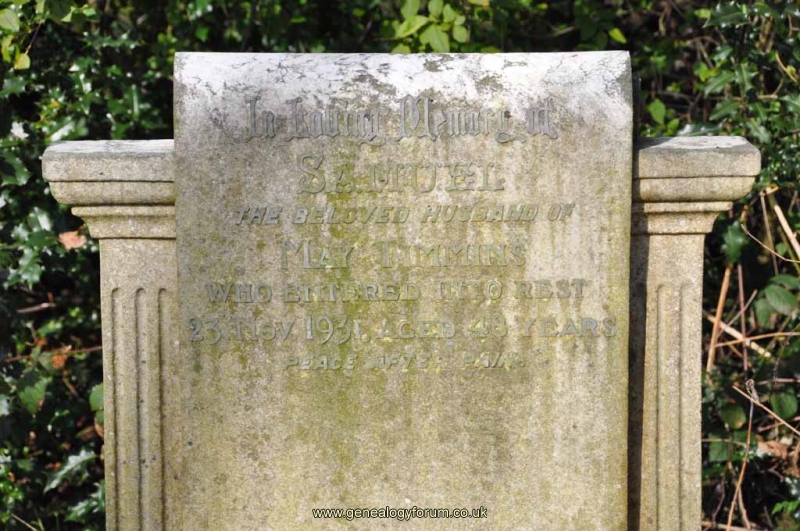 In Loving Memory of
SAMUEL
THE BELOVED HUSBAND OF
MAY TIMMINS
WHO ENTERED INTO REST
23. NOV. 1931, AGED YEARS
PEACE AFTER PAIN.
www.genealogyforum.co.uk